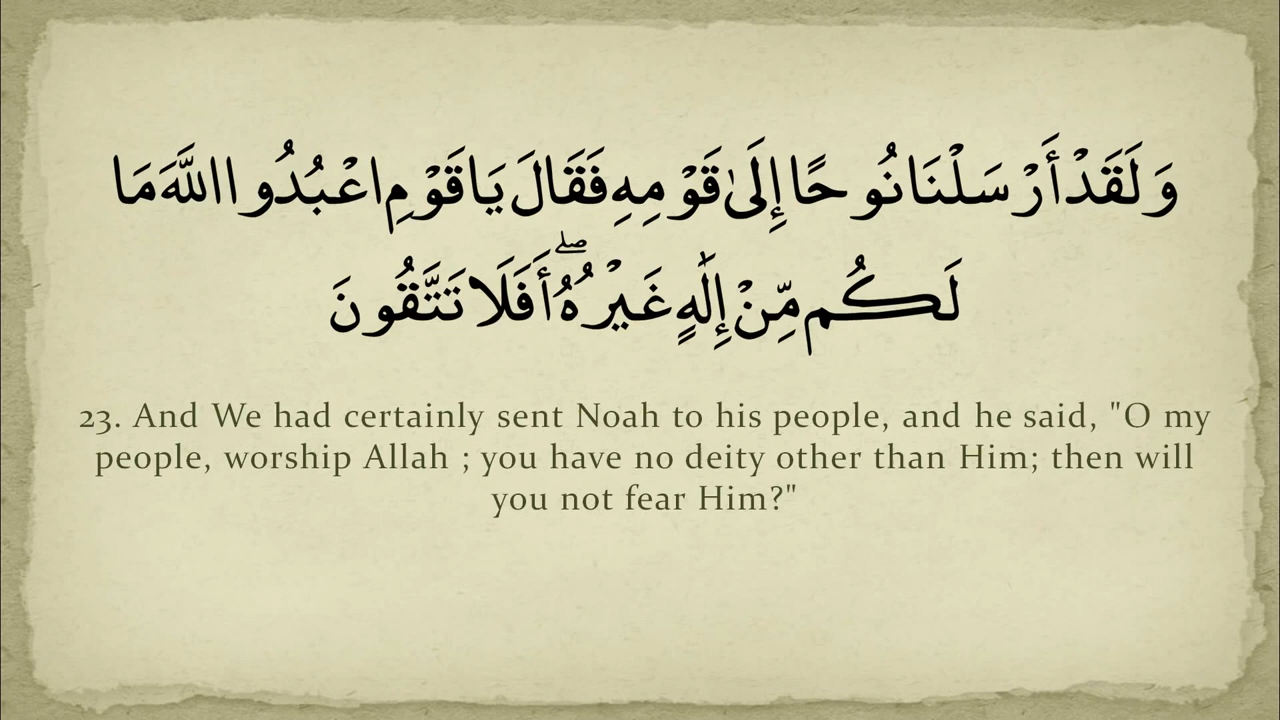 وَلَقَدْ أَرْسَلْنَا نُوحًا إِلَىٰ قَوْمِهِ فَقَالَ يَا قَوْمِ اعْبُدُوا اللَّهَ مَا
لَكُم مِّنْ إِلَٰهٍ غَيْرُهُ ۖ أَفَلَا تَتَّقُونَ
23. And We had certainly sent Noah to his people, and he said, "O my
people, worship Allah ; you have no deity other than Him; then will
you not fear Him?"